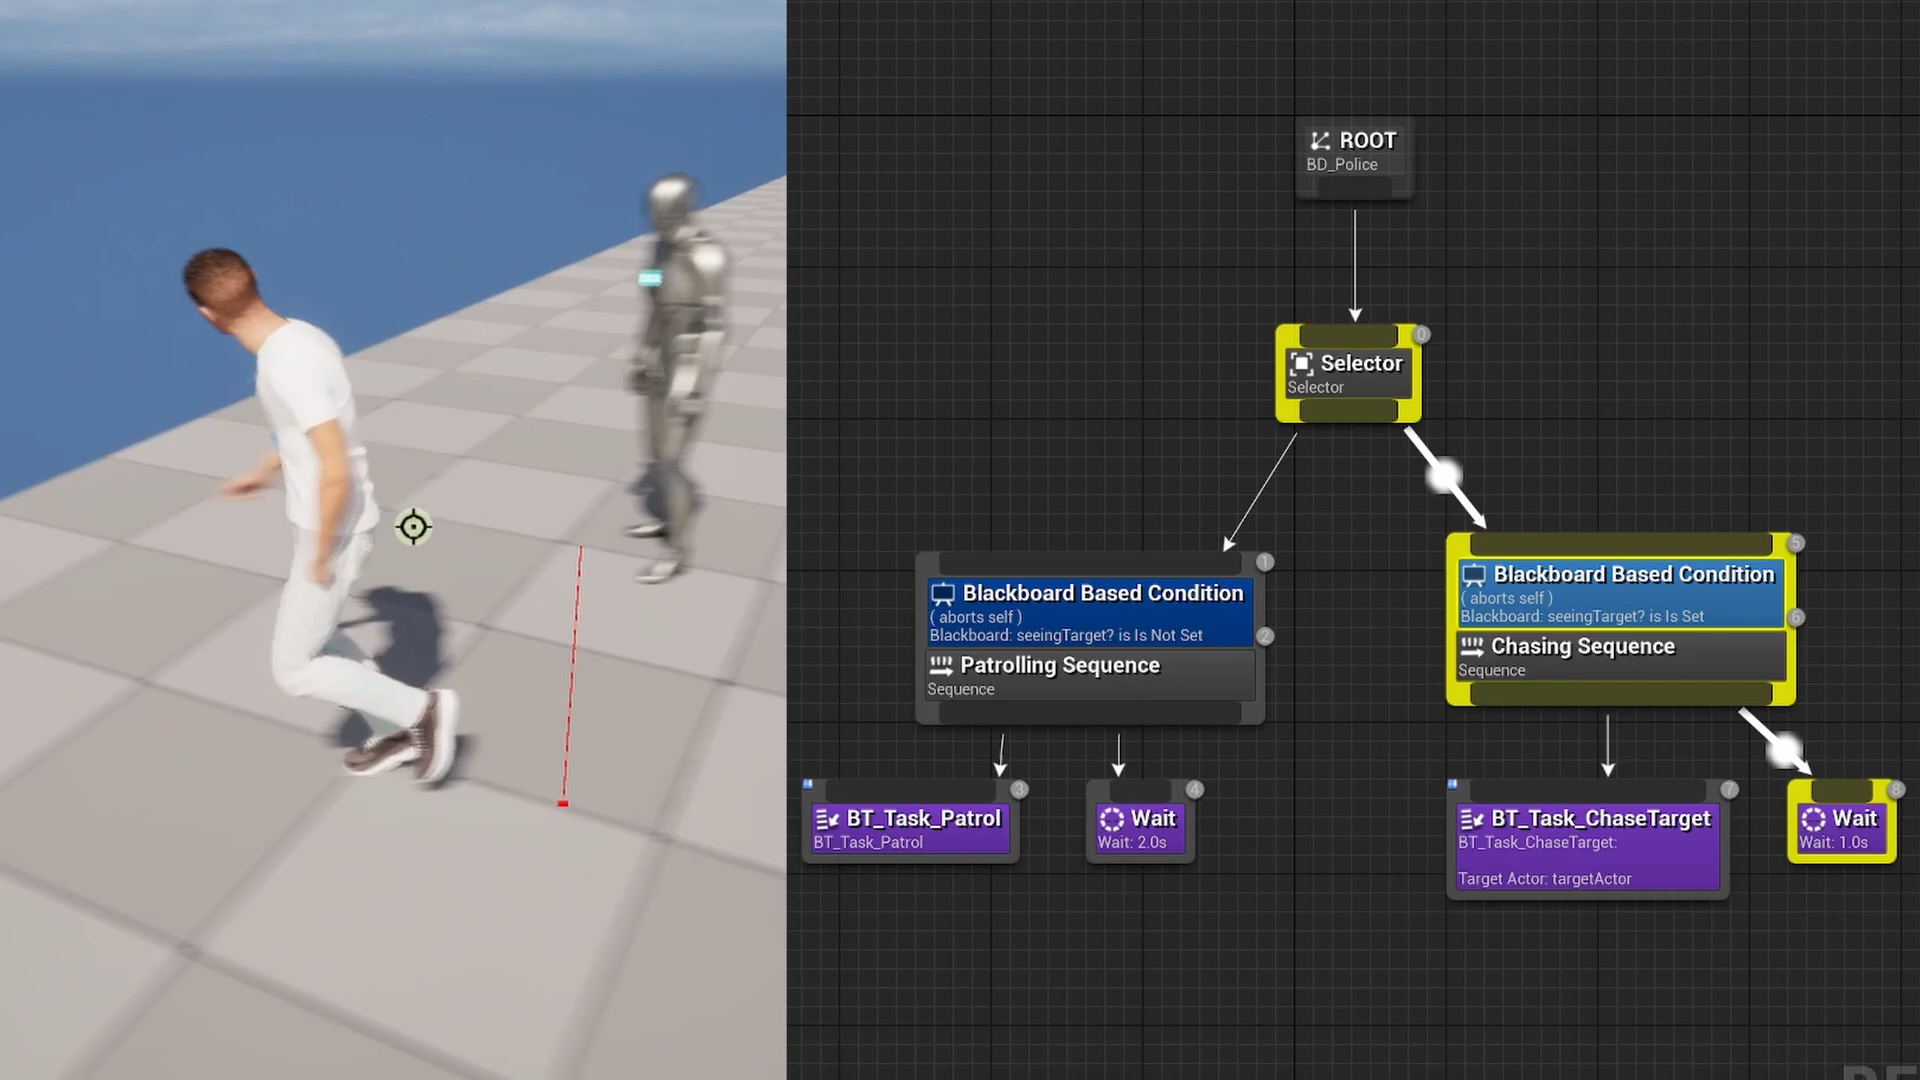 ROOT
BD_Police
0
Selector
Selector
1
Blackboard Based Condition
( aborts self )
Blackboard: seeingTarget? is Is Not Set
2
Patrolling Sequence
Sequence
5
Blackboard Based Condition
( aborts self )
Blackboard: seeingTarget? is Is Set
6
Chasing Sequence
Sequence
3
BT_Task_Patrol
BT_Task_Patrol
4
Wait
Wait: 2.0s
7
BT_Task_ChaseTarget
BT_Task_ChaseTarget:
Target Actor: targetActor
8
Wait
Wait: 1.0s